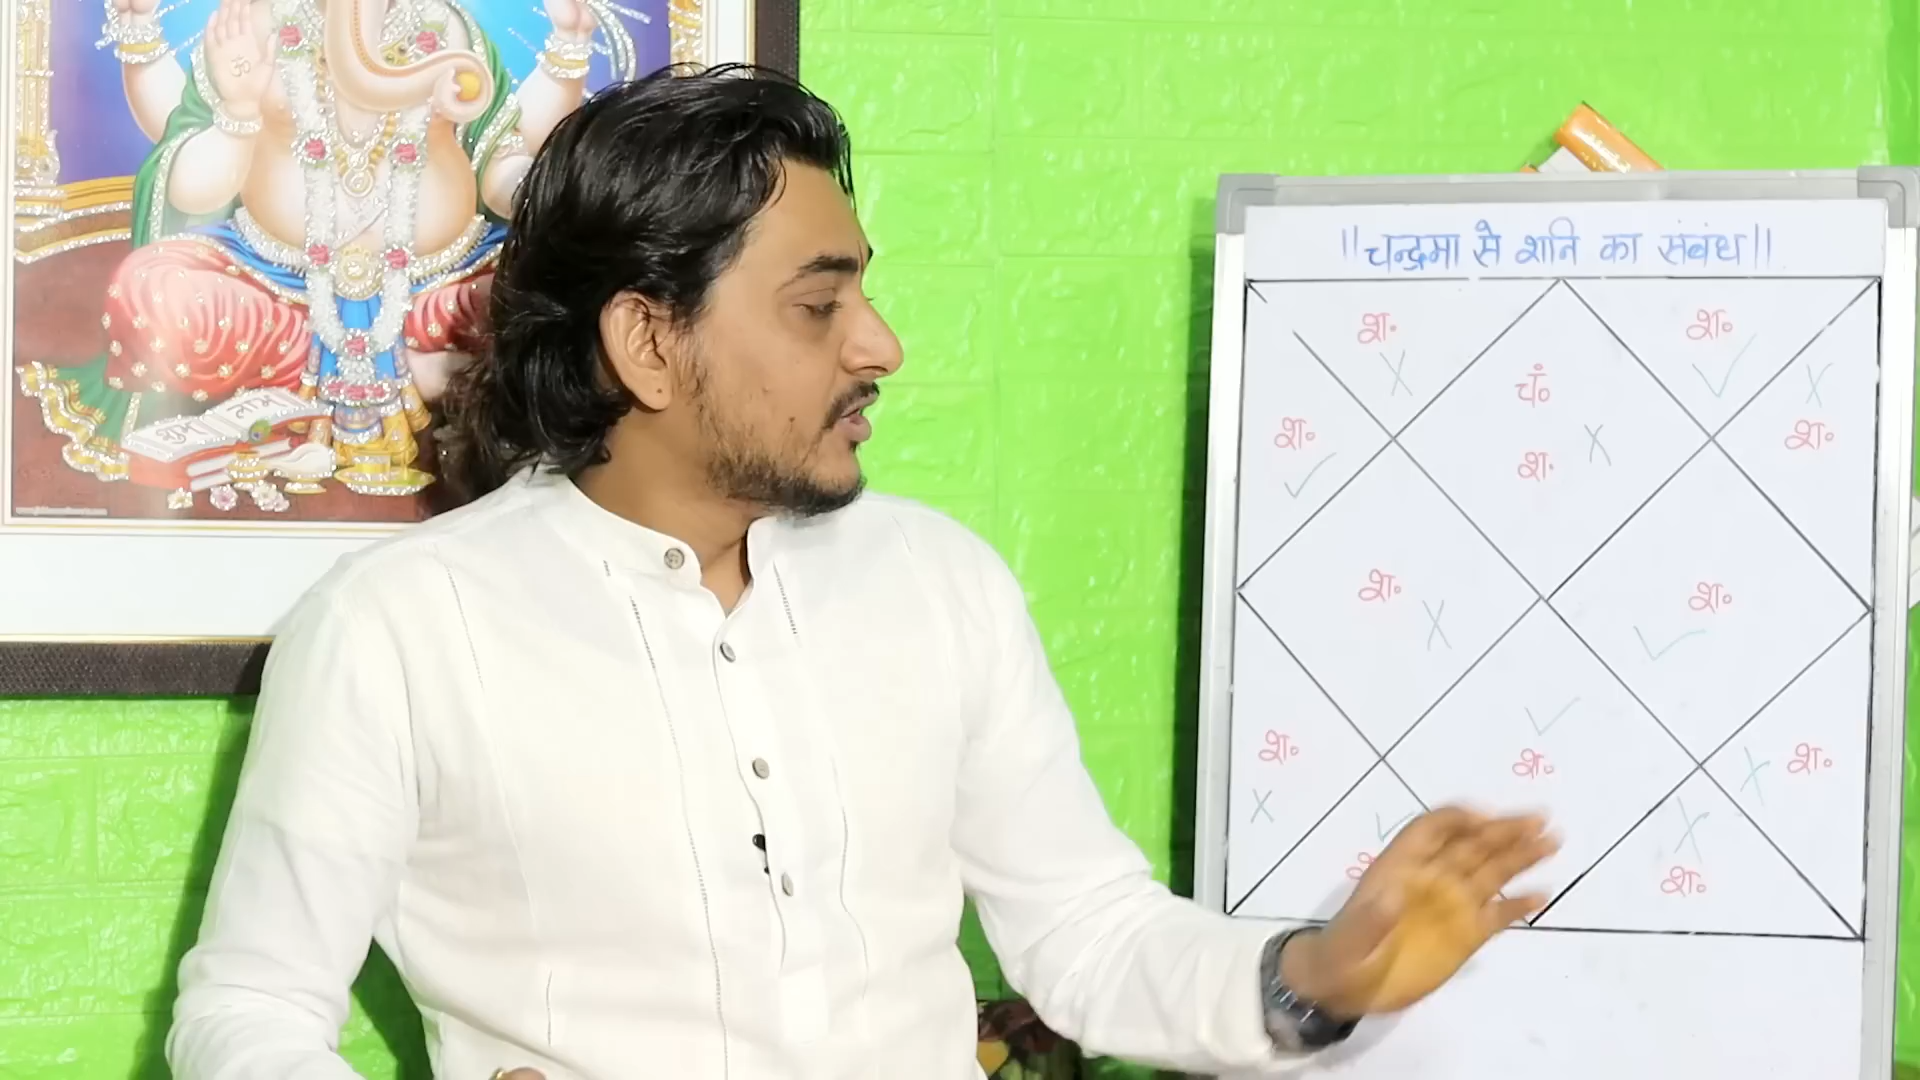 ॥ चन्द्रमा से शनि का संबंध ॥
श॰ श॰
चं॰
श॰ श॰
श॰
श॰ श॰
श॰ श॰
श॰
श॰
ॐ
शुभ लाभ